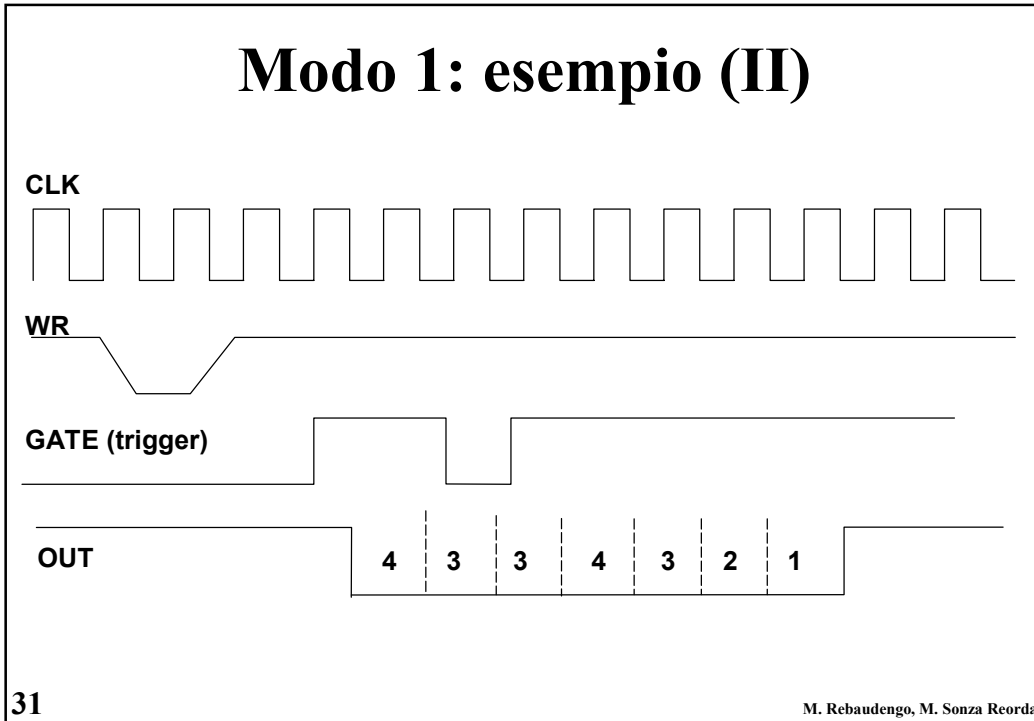 Modo 1: esempio (II)
CLK
WR
GATE (trigger)
OUT
4 3 3 4 3 2 1
31
M. Rebaudengo, M. Sonza Reorda